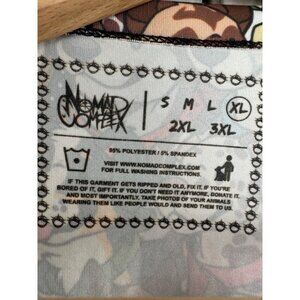 NOMAD COMPLEX
S M L XL
2XL 3XL
95% POLYESTER / 5% SPANDEX
VISIT WWW.NOMADCOMPLEX.COM
FOR FULL WASHING INSTRUCTIONS.
IF THIS GARMENT GETS RIPPED AND OLD, FIX IT. IF YOU'RE
BORED OF IT, GIFT IT. IF YOU DON'T NEED IT ANYMORE, DONATE IT.
AND MOST IMPORTANTLY, TAKE PHOTOS OF YOUR ANIMALS
WEARING THEM LIKE PEOPLE WOULD AND SEND THEM TO US.